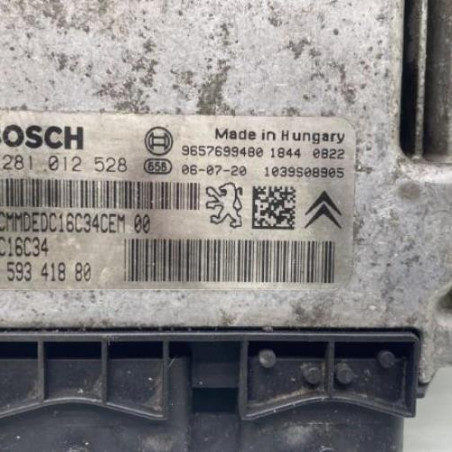 BOSCH
Made in Hungary
281 012 528
658
9657699480 1844 0822
06-07-20 1039S08905
CMMDEDC16C34CEM 00
C16C34
593 418 80